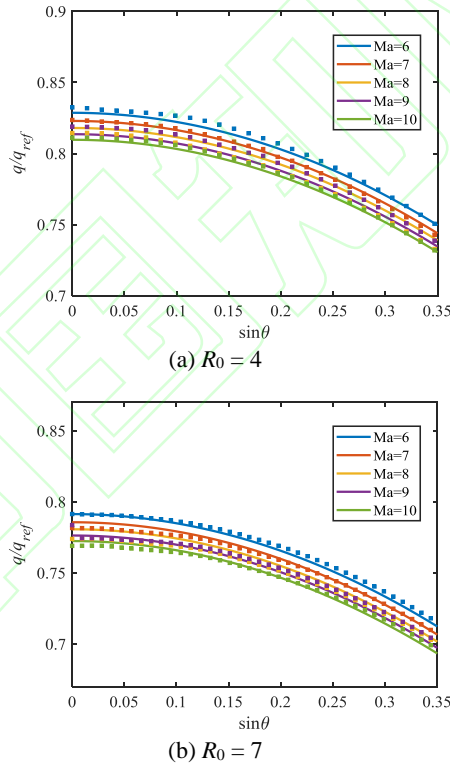 0.9
0.85
0.8
0.75
0.7
q/q_ref
Ma=6
Ma=7
Ma=8
Ma=9
Ma=10
0 0.05 0.1 0.15 0.2 0.25 0.3 0.35
sinθ
(a) R₀ = 4
0.85
0.8
0.75
0.7
q/q_ref
Ma=6
Ma=7
Ma=8
Ma=9
Ma=10
0 0.05 0.1 0.15 0.2 0.25 0.3 0.35
sinθ
(b) R₀ = 7